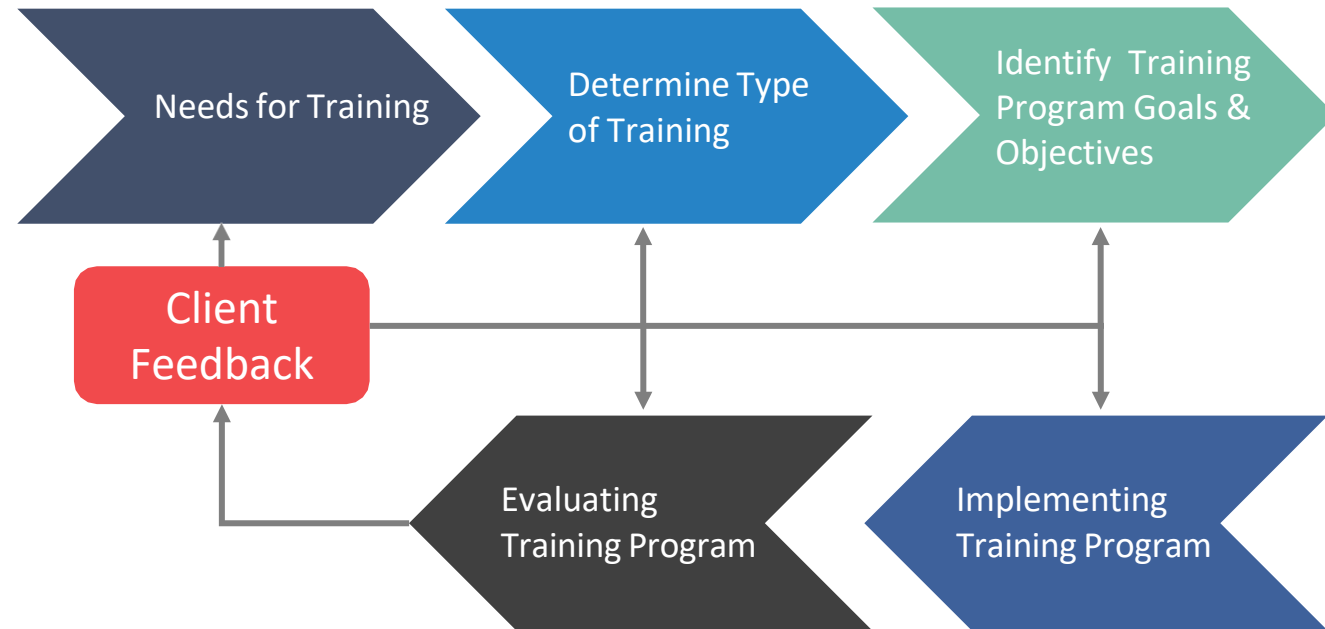 Needs for Training
Determine Type
of Training
Identify Training
Program Goals &
Objectives
Client
Feedback
Evaluating
Training Program
Implementing
Training Program